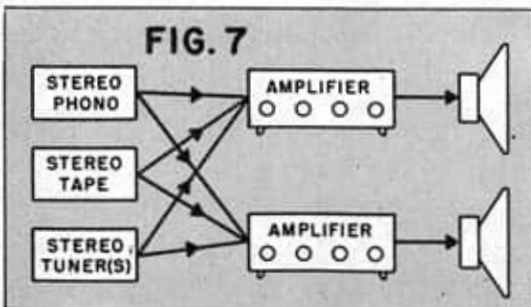 FIG. 7
STEREO
PHONO
AMPLIFIER
STEREO
TAPE
STEREO
TUNER(S)
AMPLIFIER